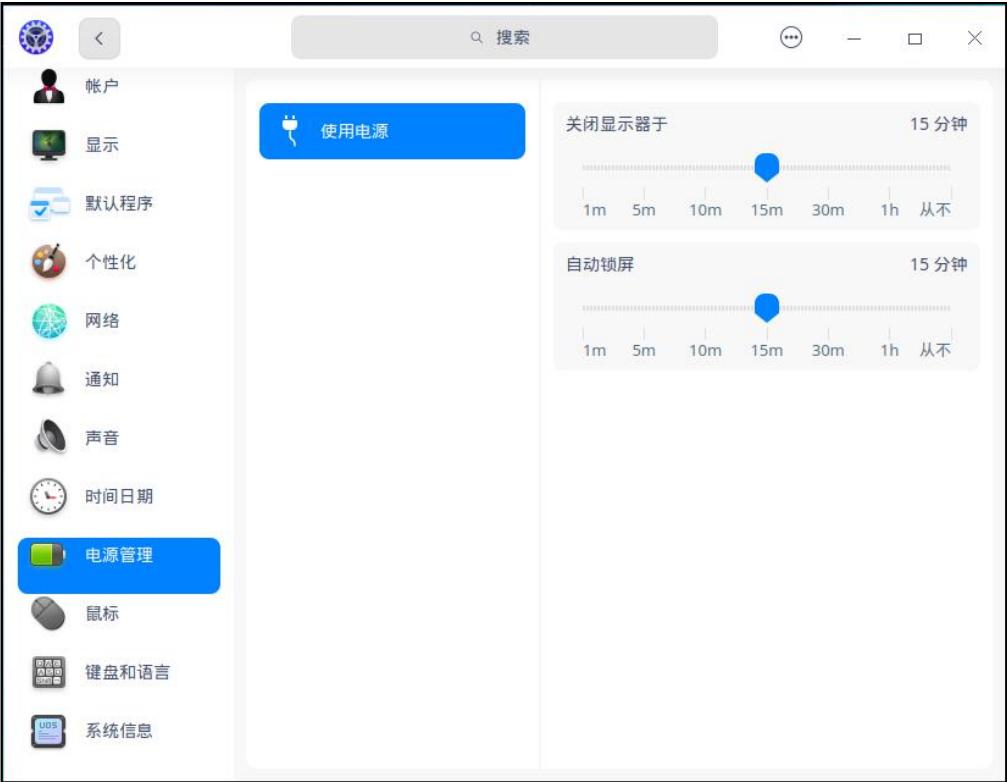 搜索
帐户
显示
默认程序
个性化
网络
通知
声音
时间日期
电源管理
鼠标
键盘和语言
UOS
系统信息
使用电源
关闭显示器于 15 分钟
1m 5m 10m 15m 30m 1h 从不
自动锁屏 15 分钟
1m 5m 10m 15m 30m 1h 从不